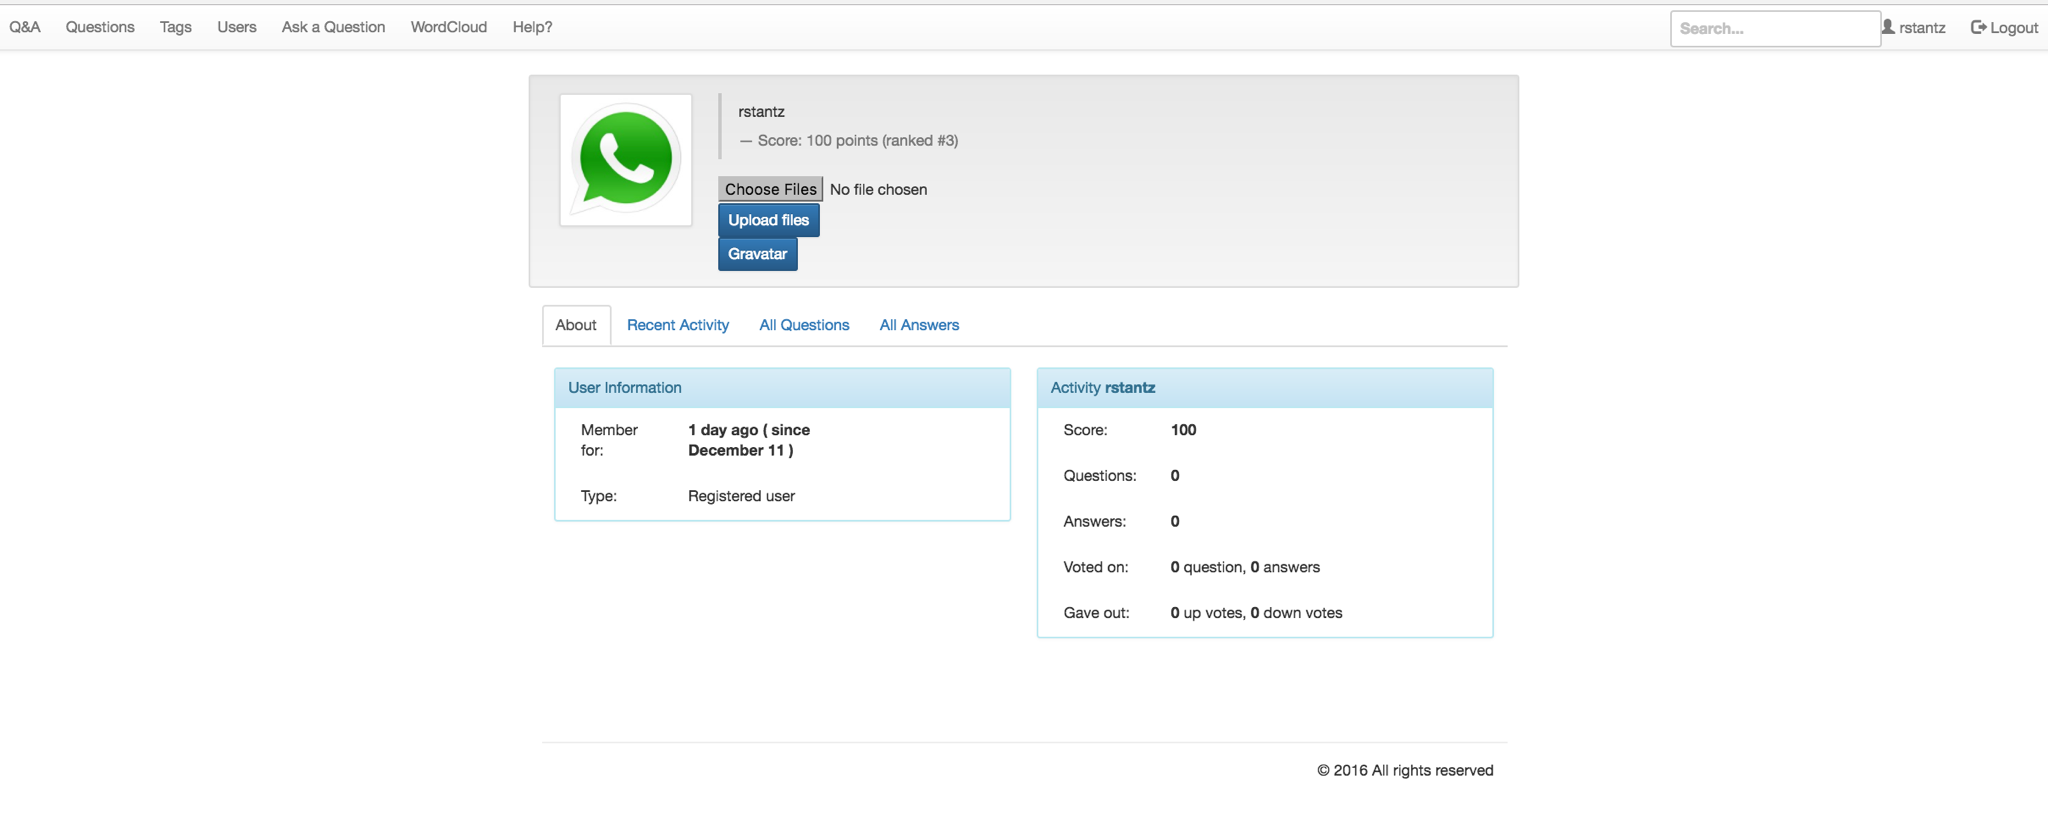 Q&A Questions Tags Users Ask a Question WordCloud Help? Search... rstantz Logout
rstantz
— Score: 100 points (ranked #3)
Choose Files No file chosen
Upload files
Gravatar
About Recent Activity All Questions All Answers
User Information
Member for: 1 day ago ( since
December 11 )
Type: Registered user
Activity rstantz
Score: 100
Questions: 0
Answers: 0
Voted on: 0 question, 0 answers
Gave out: 0 up votes, 0 down votes
© 2016 All rights reserved